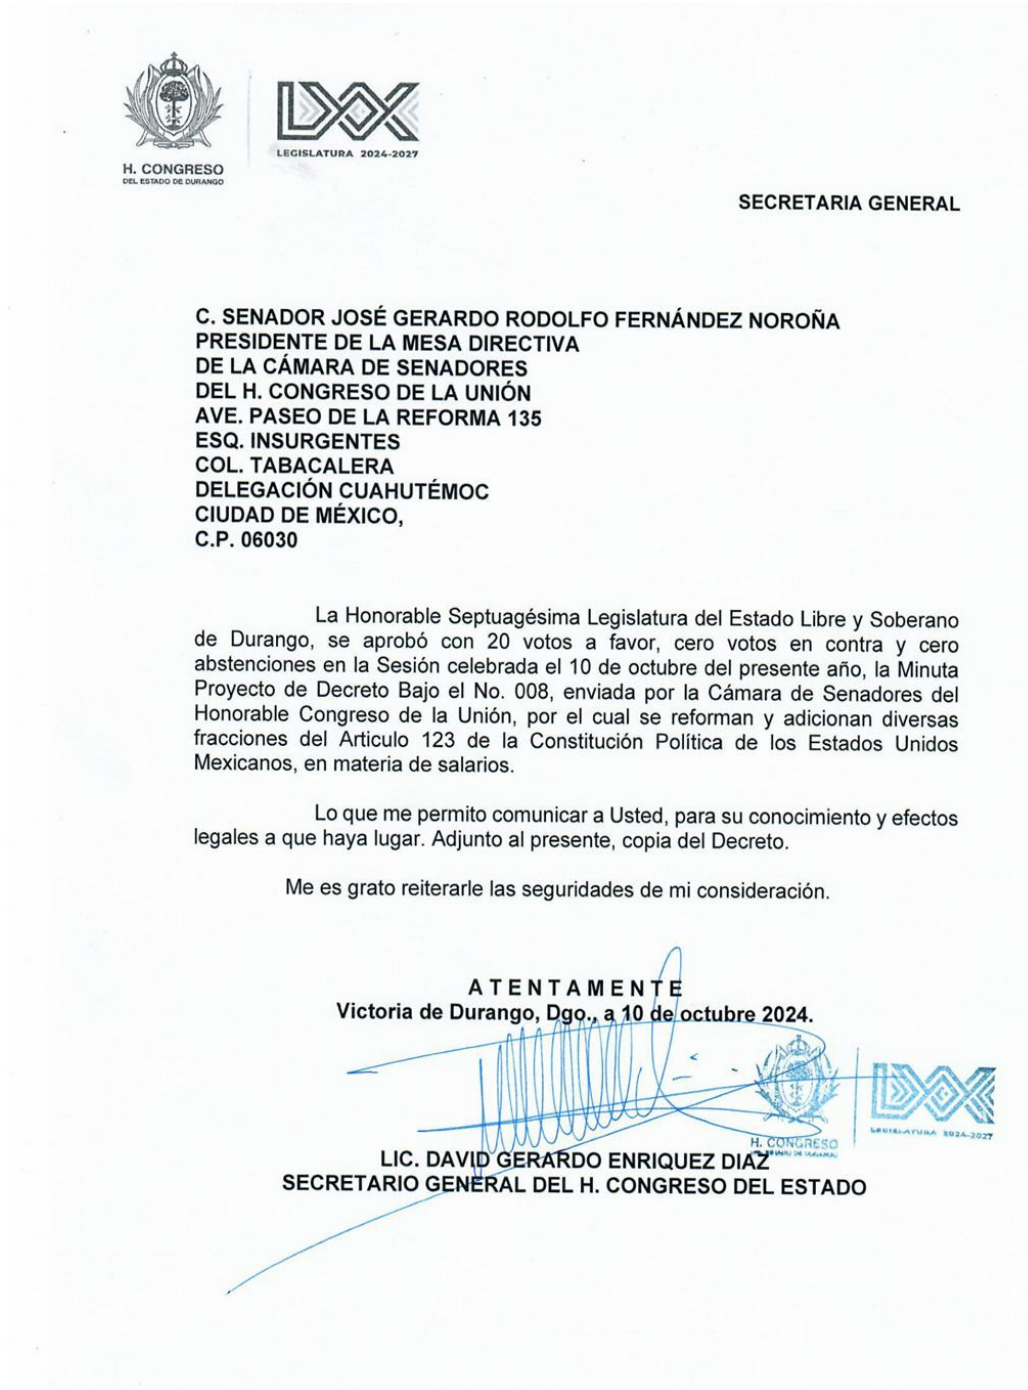 LXX
LEGISLATURA 2024-2027
H. CONGRESO
DEL ESTADO DE DURANGO
SECRETARIA GENERAL
C. SENADOR JOSÉ GERARDO RODOLFO FERNÁNDEZ NOROÑA
PRESIDENTE DE LA MESA DIRECTIVA
DE LA CÁMARA DE SENADORES
DEL H. CONGRESO DE LA UNIÓN
AVE. PASEO DE LA REFORMA 135
ESQ. INSURGENTES
COL. TABACALERA
DELEGACIÓN CUAHUTÉMOC
CIUDAD DE MÉXICO,
C.P. 06030
La Honorable Septuagésima Legislatura del Estado Libre y Soberano
de Durango, se aprobó con 20 votos a favor, cero votos en contra y cero
abstenciones en la Sesión celebrada el 10 de octubre del presente año, la Minuta
Proyecto de Decreto Bajo el No. 008, enviada por la Cámara de Senadores del
Honorable Congreso de la Unión, por el cual se reforman y adicionan diversas
fracciones del Articulo 123 de la Constitución Política de los Estados Unidos
Mexicanos, en materia de salarios.
Lo que me permito comunicar a Usted, para su conocimiento y efectos
legales a que haya lugar. Adjunto al presente, copia del Decreto.
Me es grato reiterarle las seguridades de mi consideración.
A T E N T A M E N T E
Victoria de Durango, Dgo., a 10 de octubre 2024.
LXX
LEGISLATURA 2024-2027
H. CONGRESO
DEL ESTADO DE DURANGO
LIC. DAVID GERARDO ENRIQUEZ DIAZ
SECRETARIO GENERAL DEL H. CONGRESO DEL ESTADO